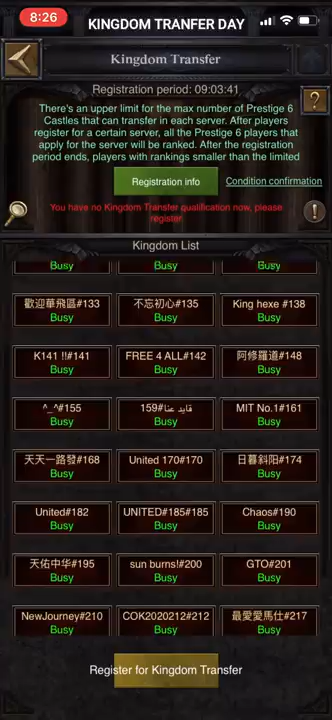 8:26
KINGDOM TRANFER DAY
Kingdom Transfer
Registration period: 09:03:41
There's an upper limit for the max number of Prestige 6
Castles that can transfer in each server. After players
register for a certain server, all the Prestige 6 players that
apply for the server will be ranked. After the registration
period ends, players with rankings smaller than the limited
?
Registration info
Condition confirmation
You have no Kingdom Transfer qualification now, please
register
!
Kingdom List
Busy Busy Busy
歡迎華飛區#133 不忘初心#135 King hexe #138
Busy Busy Busy
K141 !!#141 FREE 4 ALL#142 阿修羅道#148
Busy Busy Busy
^_^#155 قايد عنا#159 MIT No.1#161
Busy Busy Busy
天天一路發#168 United 170#170 日暮斜阳#174
Busy Busy Busy
United#182 UNITED#185#185 Chaos#190
Busy Busy Busy
天佑中华#195 sun burns!#200 GTO#201
Busy Busy Busy
NewJourney#210 COK2020212#212 最愛愛馬仕#217
Busy Busy Busy
Register for Kingdom Transfer